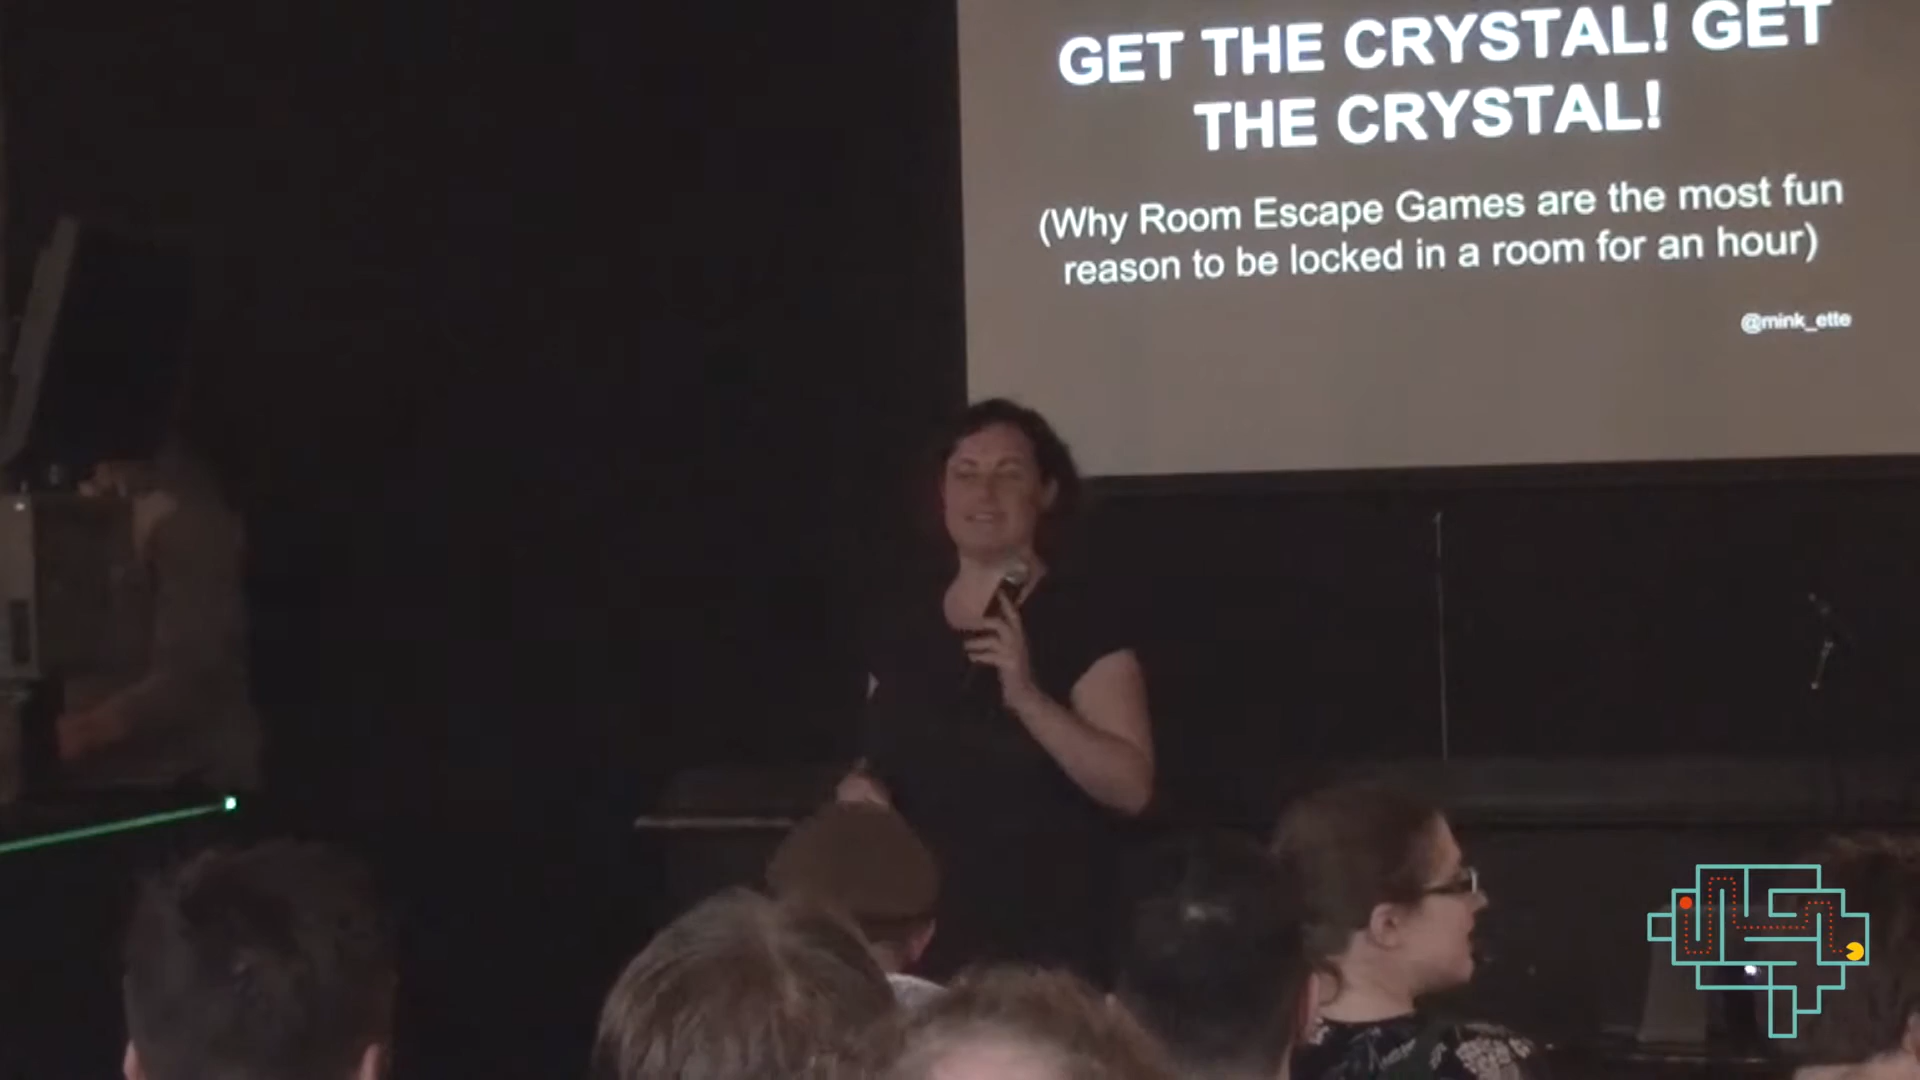 GET THE CRYSTAL! GET
THE CRYSTAL!
(Why Room Escape Games are the most fun
reason to be locked in a room for an hour)
@mink_ette